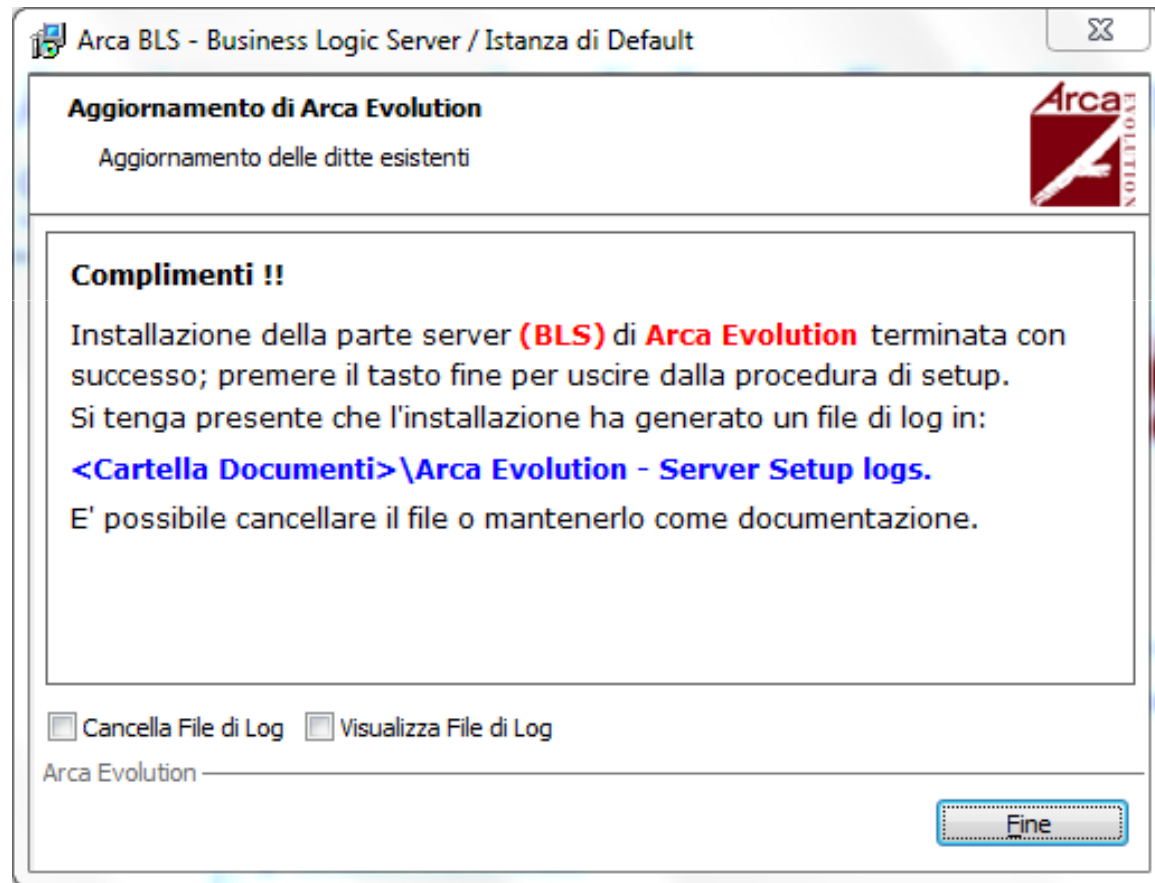 Arca BLS - Business Logic Server / Istanza di Default
Aggiornamento di Arca Evolution
Aggiornamento delle ditte esistenti
Arca
EVOLUTION
Complimenti !!
Installazione della parte server (BLS) di Arca Evolution terminata con
successo; premere il tasto fine per uscire dalla procedura di setup.
Si tenga presente che l'installazione ha generato un file di log in:
<Cartella Documenti>\Arca Evolution - Server Setup logs.
E' possibile cancellare il file o mantenerlo come documentazione.
Cancella File di Log Visualizza File di Log
Arca Evolution
Fine